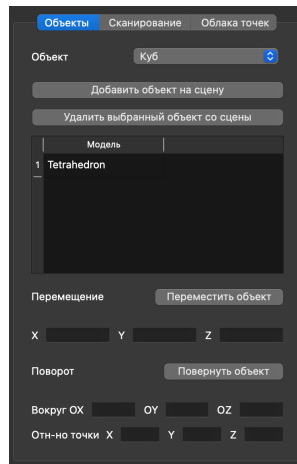 Объекты Сканирование Облака точек
Объект Куб
Добавить объект на сцену
Удалить выбранный объект со сцены
Модель
1 Tetrahedron
Перемещение Переместить объект
X Y Z
Поворот Повернуть объект
Вокруг OX OY OZ
Отн-но точки X Y Z